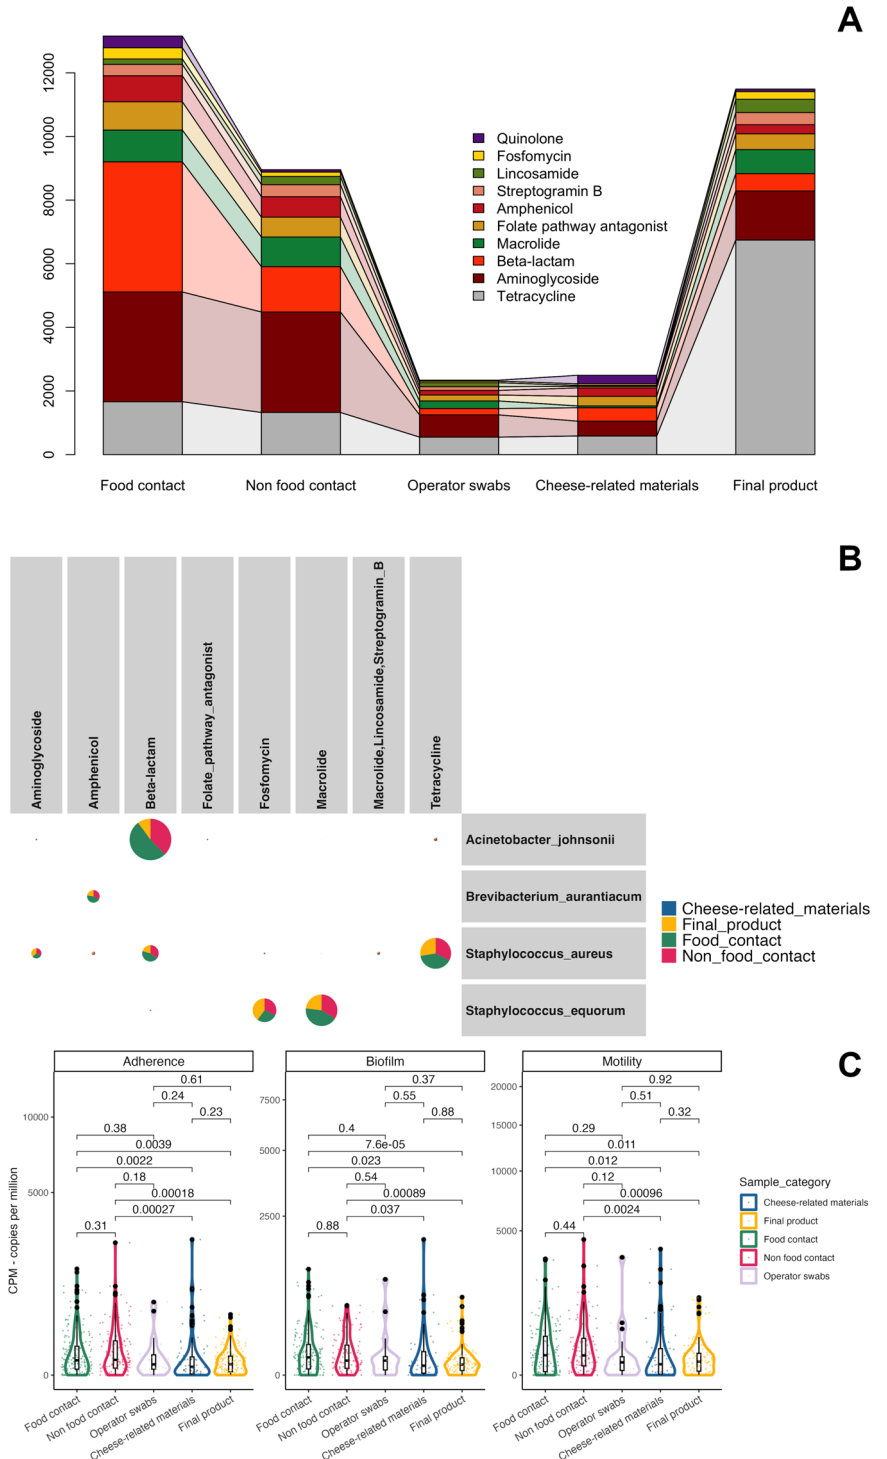 A
12000
10000
8000
6000
4000
2000
0
Quinolone
Fosfomycin
Lincosamide
Streptogramin B
Amphenicol
Folate pathway antagonist
Macrolide
Beta-lactam
Aminoglycoside
Tetracycline
Food contact
Non food contact
Operator swabs
Cheese-related materials
Final product
B
Aminoglycoside
Amphenicol
Beta-lactam
Folate_pathway_antagonist
Fosfomycin
Macrolide
Macrolide,Lincosamide,Streptogramin_B
Tetracycline
Acinetobacter_johnsonii
Brevibacterium_aurantiacum
Staphylococcus_aureus
Staphylococcus_equorum
Cheese-related_materials
Final_product
Food_contact
Non_food_contact
C
CPM - copies per million
Adherence
10000
5000
0
0.61
0.24
0.23
0.38
0.0039
0.0022
0.18
0.00018
0.00027
0.31
Food contact
Non food contact
Operator swabs
Cheese-related materials
Final product
Biofilm
7500
5000
2500
0
0.37
0.55
0.88
0.4
7.6e-05
0.023
0.54
0.00089
0.037
0.88
Food contact
Non food contact
Operator swabs
Cheese-related materials
Final product
Motility
20000
15000
10000
5000
0
0.92
0.51
0.32
0.29
0.011
0.012
0.12
0.00096
0.0024
0.44
Food contact
Non food contact
Operator swabs
Cheese-related materials
Final product
Sample_category
Cheese-related materials
Final product
Food contact
Non food contact
Operator swabs